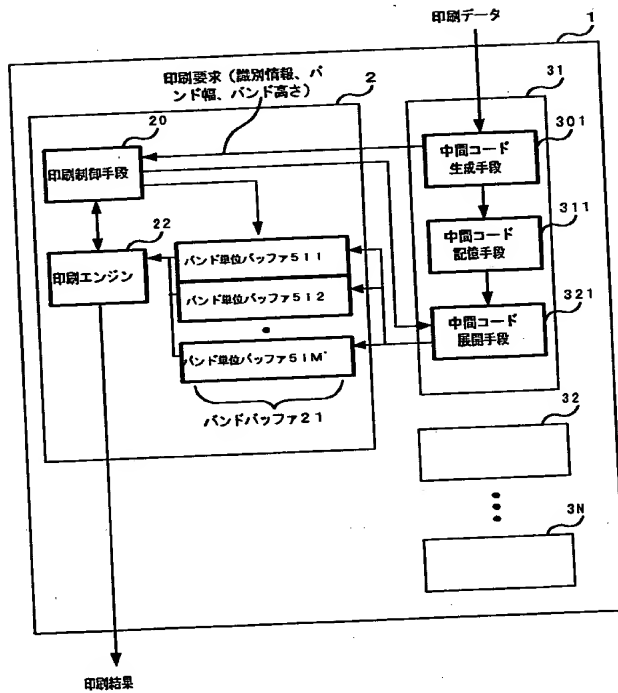 印刷データ
1
印刷要求（識別情報、バ
ンド幅、バンド高さ）
2
31
20
印刷制御手段
301
中間コード
生成手段
22
印刷エンジン
311
中間コード
記憶手段
バンド単位バッファ511
バンド単位バッファ512
バンド単位バッファ51M'
バンドバッファ21
321
中間コード
展開手段
32
3N
印刷結果